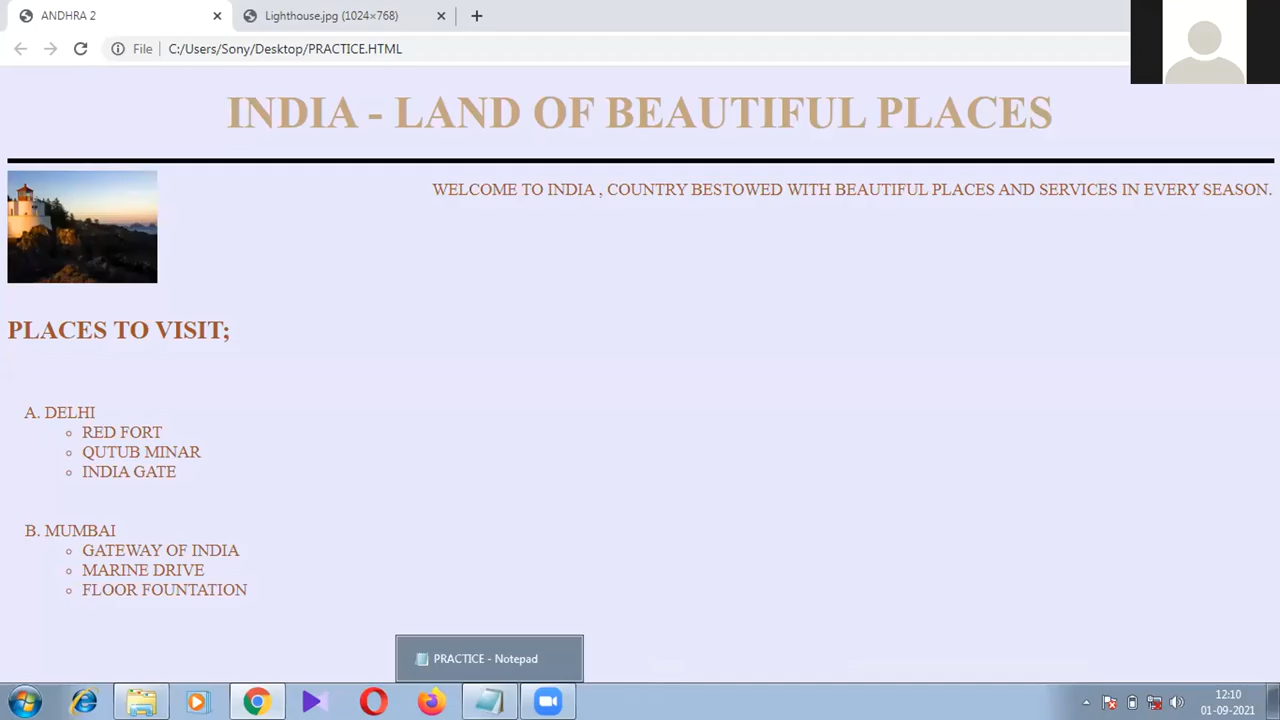 ANDHRA 2
Lighthouse.jpg (1024×768)
File C:/Users/Sony/Desktop/PRACTICE.HTML
INDIA - LAND OF BEAUTIFUL PLACES
WELCOME TO INDIA , COUNTRY BESTOWED WITH BEAUTIFUL PLACES AND SERVICES IN EVERY SEASON.
PLACES TO VISIT;
A. DELHI
RED FORT
QUTUB MINAR
INDIA GATE
B. MUMBAI
GATEWAY OF INDIA
MARINE DRIVE
FLOOR FOUNTATION
PRACTICE - Notepad
12:10
01-09-2021